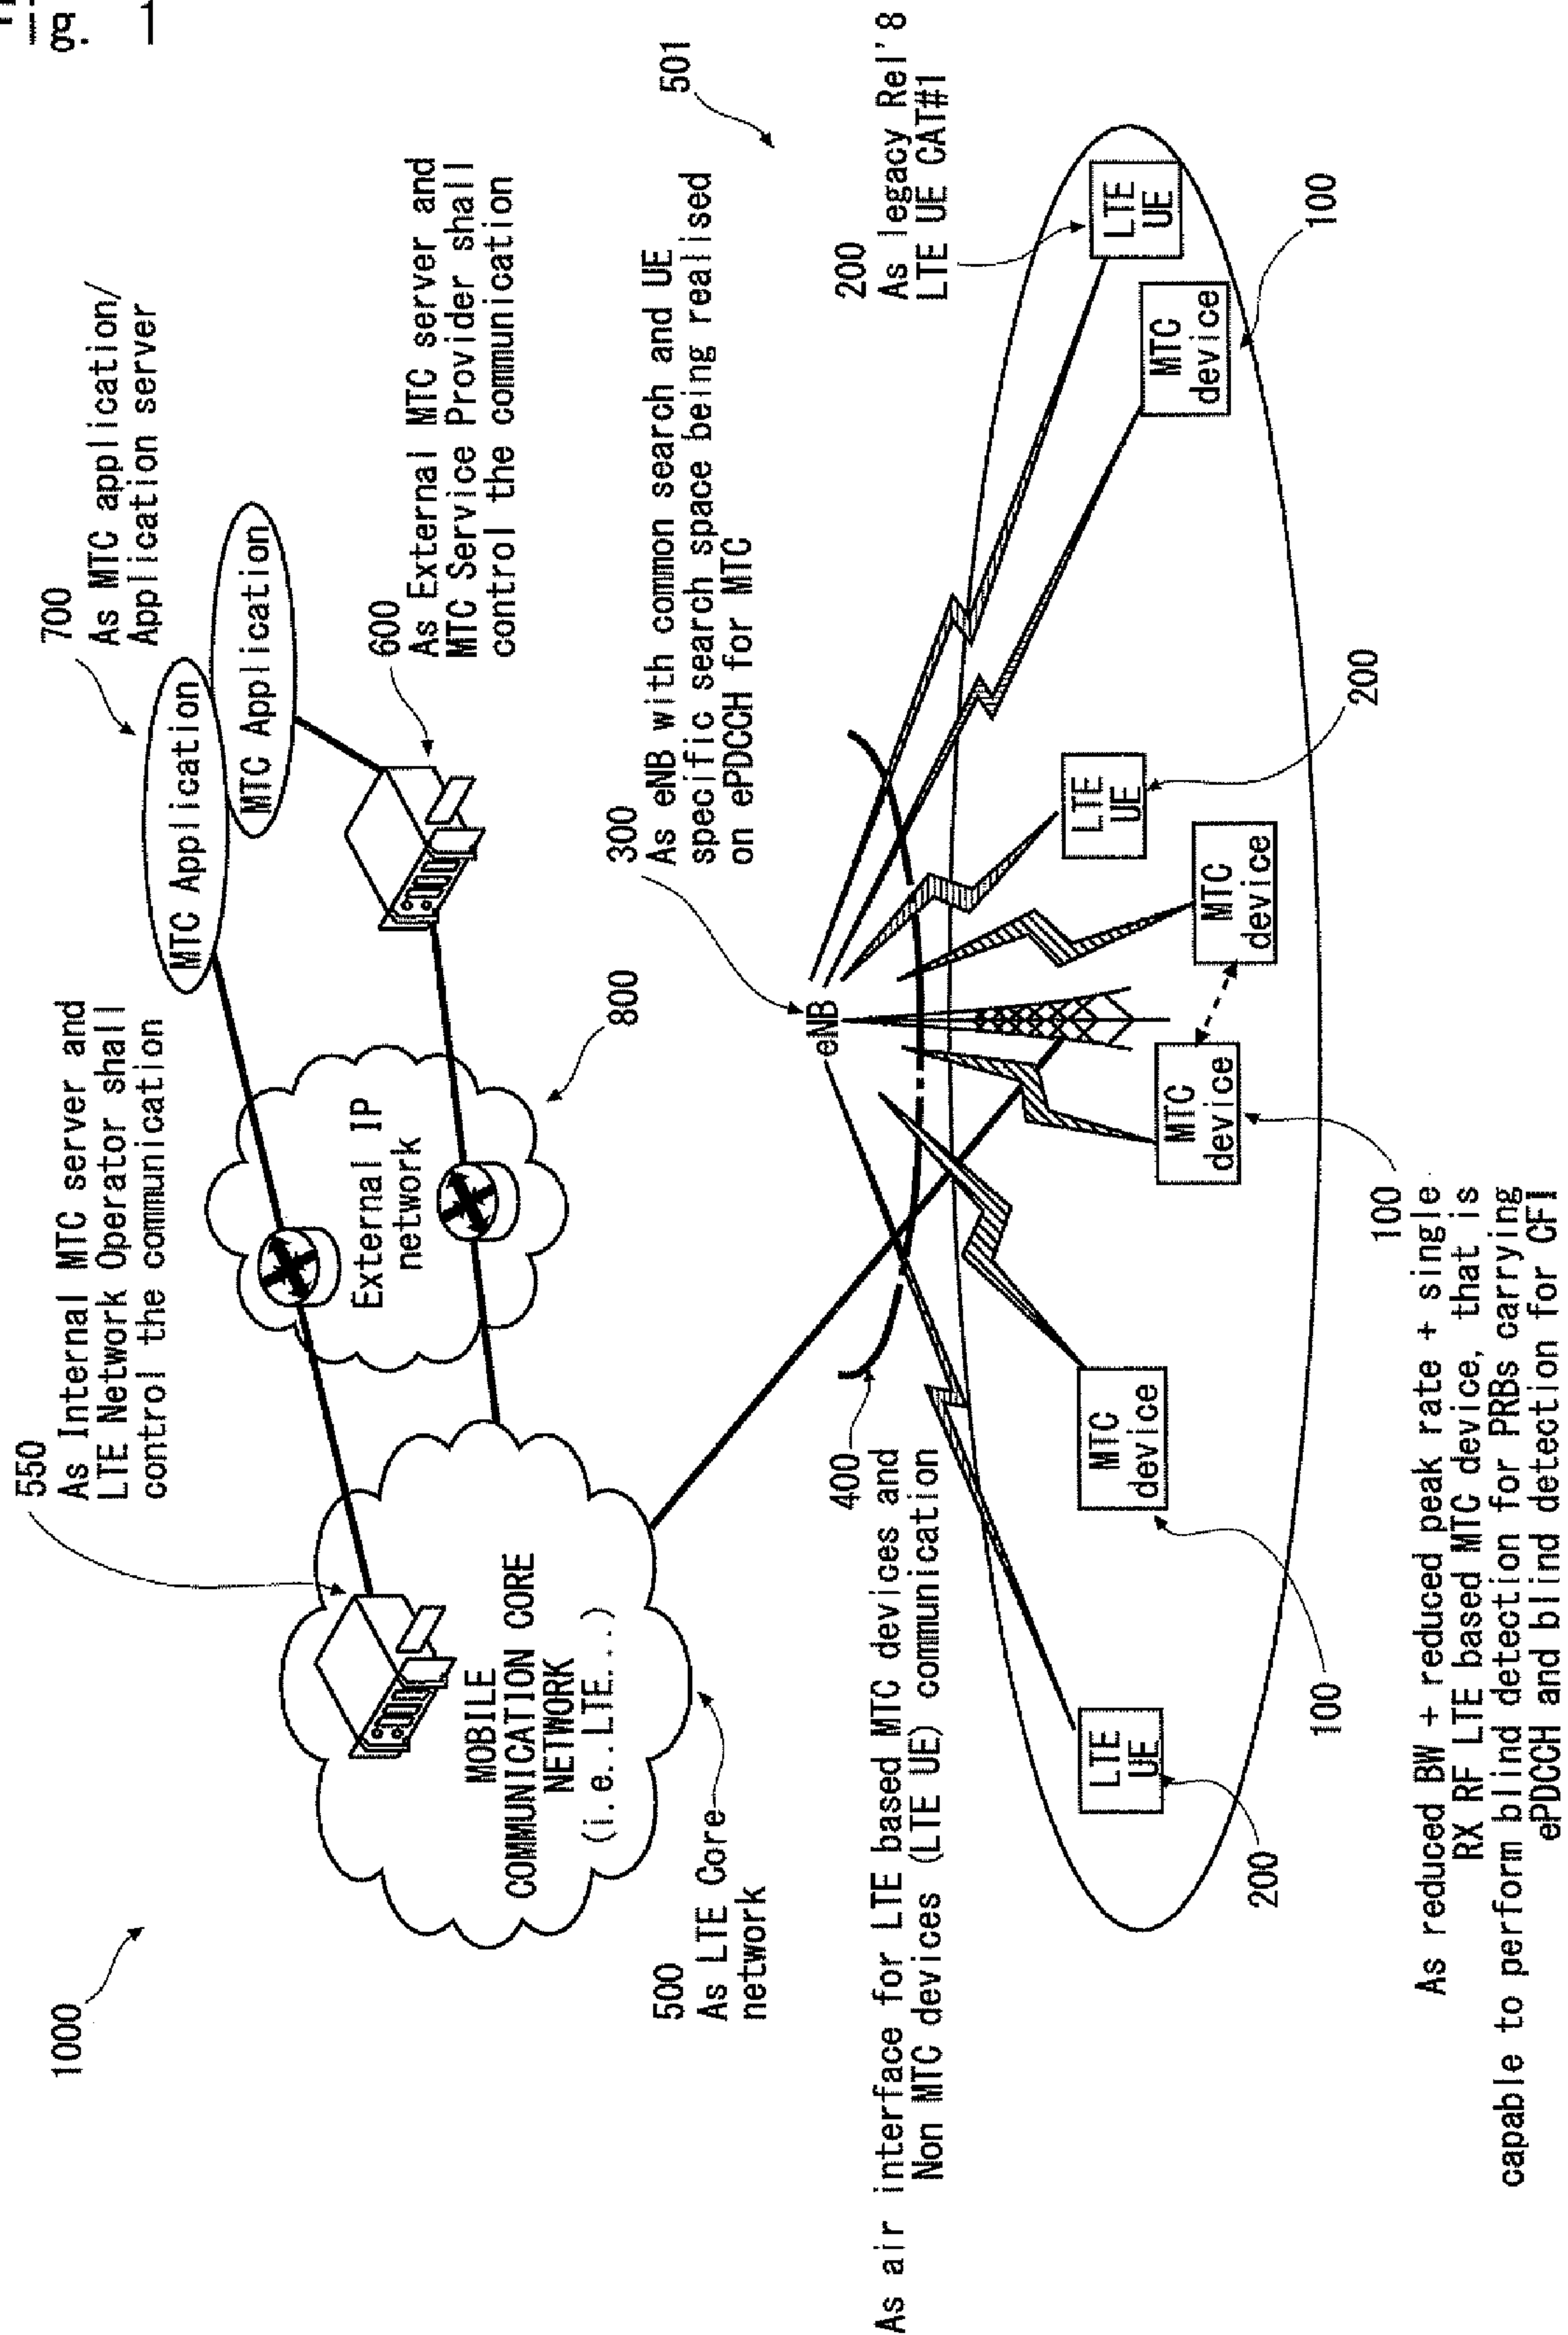 Fig. 1
1000
550
As Internal MTC server and
LTE Network Operator shall
control the communication
700
As MTC application/
Application server
MTC Application
MTC Application
600
As External MTC server and
MTC Service Provider shall
control the communication
External IP
network
800
MOBILE
COMMUNICATION CORE
NETWORK
(i.e..LTE...)
500
As LTE Core
network
300
As eNB with common search and UE
specific search space being realised
on ePDCCH for MTC
501
eNB
200
As legacy Rel'8
LTE UE CAT#1
400
As air interface for LTE based MTC devices and
Non MTC devices (LTE UE) communication
LTE
UE
MTC
device
MTC
device
MTC
device
LTE
UE
MTC
device
LTE
UE
200
100
100
200
100
As reduced BW + reduced peak rate + single
RX RF LTE based MTC device, that is
capable to perform blind detection for PRBs carrying
ePDCCH and blind detection for CFI